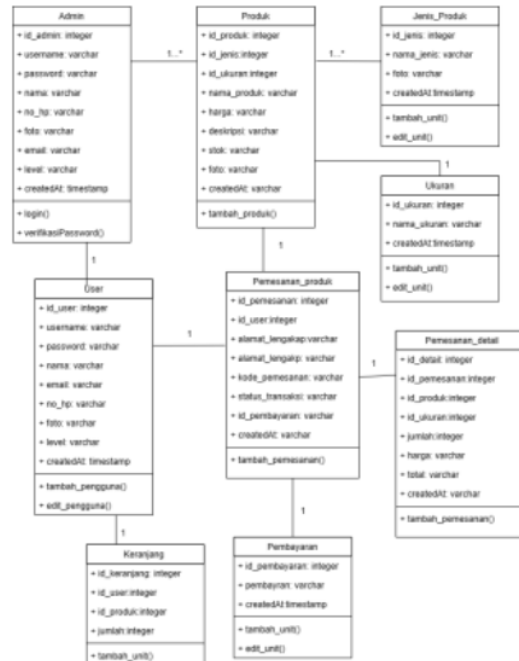 Admin
+ id_admin: integer
+ username: varchar
+ password: varchar
+ nama: varchar
+ no_hp: varchar
+ foto: varchar
+ email: varchar
+ level: varchar
+ createdAt: timestamp
+ login()
+ verifikasiPassword()
1...*
Produk
+ id_produk: integer
+ id_jenis:integer
+ id_ukuran:integer
+ nama_produk: varchar
+ harga: varchar
+ deskripsi: varchar
+ stok: varchar
+ foto: varchar
+ createdAt: varchar
+ tambah_produk()
1...*
Jenis_Produk
+ id_jenis: integer
+ nama_jenis: varchar
+ foto: varchar
+ createdAt:timestamp
+ tambah_unit()
+ edit_unit()
1
Ukuran
+ id_ukuran: integer
+ nama_ukuran: varchar
+ createdAt:timestamp
+ tambah_unit()
+ edit_unit()
1
1
User
+ id_user: integer
+ username: varchar
+ password: varchar
+ nama: varchar
+ email: varchar
+ no_hp: varchar
+ foto: varchar
+ level: varchar
+ createdAt: timestamp
+ tambah_pengguna()
+ edit_pengguna()
1
Pemesanan_produk
+ id_pemesanan: integer
+ id_user:integer
+ alamat_lengakap:varchar
+ alamat_lengakp: varchar
+ kode_pemesanan: varchar
+ status_transaksi: varchar
+ id_pembayaran: varchar
+ createdAt: varchar
+ tambah_pemesanan()
1
Pemesanan_detail
+ id_detail: integer
+ id_pemesanan:integer
+ id_produk:integer
+ id_ukuran:integer
+ jumlah:integer
+ harga: varchar
+ total: varchar
+ createdAt: varchar
+ tambah_pemesanan()
1
1
Keranjang
+ id_keranjang: integer
+ id_user:integer
+ id_produk:integer
+ jumlah:integer
+ tambah_unit()
Pembayaran
+ id_pembayaran: integer
+ pembayran: varchar
+ createdAt:timestamp
+ tambah_unit()
+ edit_unit()